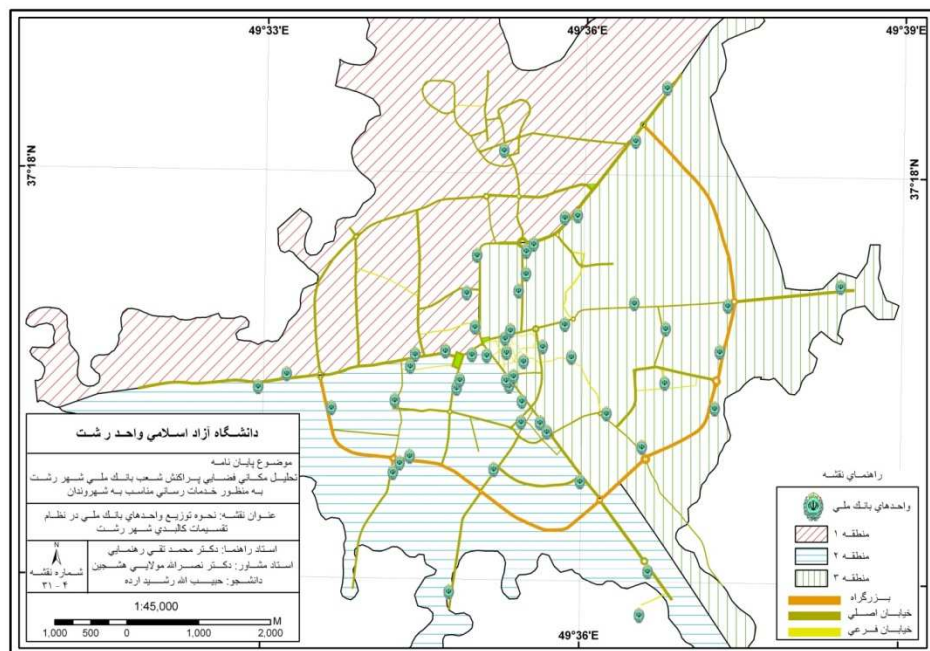 49°33'E
49°36'E
49°39'E
37°18'N
37°18'N
دانشگاه آزاد اسلامي واحد رشت
موضوع پايان نامه
تحليل مكاني فضايي پراكنش شعب بانك ملي شهر رشت
به منظور خدمات رساني مناسب به شهروندان
عنوان نقشه: نحوه توزيع واحدهاي بانك ملي در نظام
تقسيمات كالبدي شهر رشت
استاد راهنما: دكتر محمد تقي رهنمايي
استاد مشاور: دكتر نصرالله مولايي هشجين
دانشجو: حبيب الله رشيد ارده
N
شماره نقشه
۳۱ - ۴
1:45,000
1,000 500 0 1,000 2,000 M
راهنماي نقشه
واحدهاي بانك ملي
منطقه ۱
منطقه ۲
منطقه ۳
بزرگراه
خيابان اصلي
خيابان فرعي
49°36'E